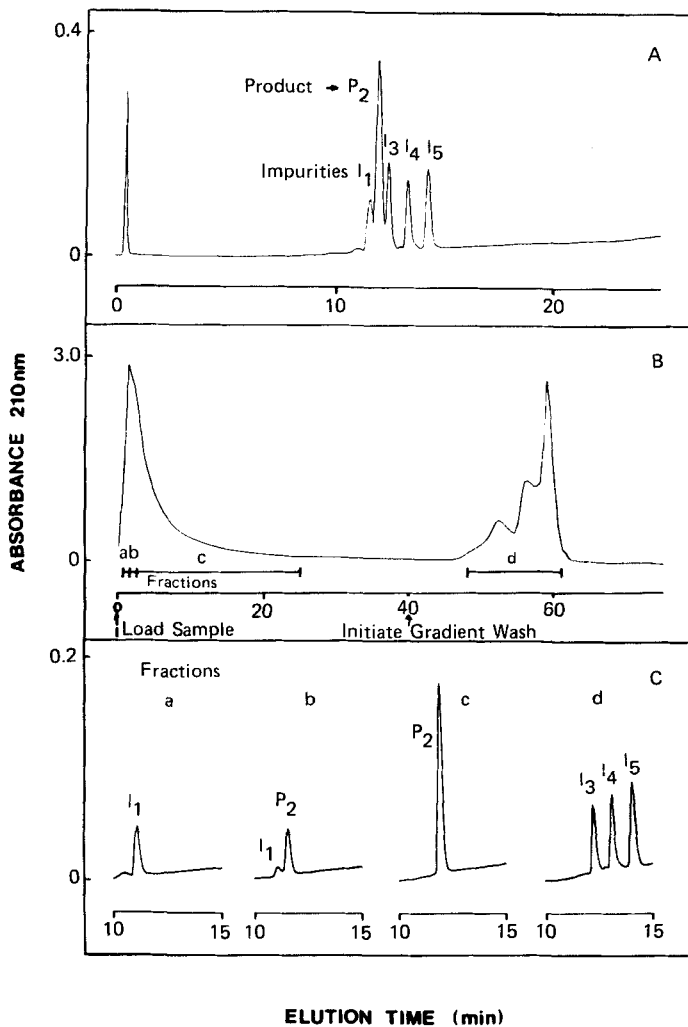 0.4
A
Product → P2
I3 I4 I5
Impurities I1
0
0 10 20
3.0
B
ABSORBANCE 210nm
0
ab c d
Fractions
0 20 40 60
Load Sample Initiate Gradient Wash
0.2
Fractions C
a b c d
P2
I3 I4 I5
I1 P2
I1
0
10 15 10 15 10 15 10 15
ELUTION TIME (min)